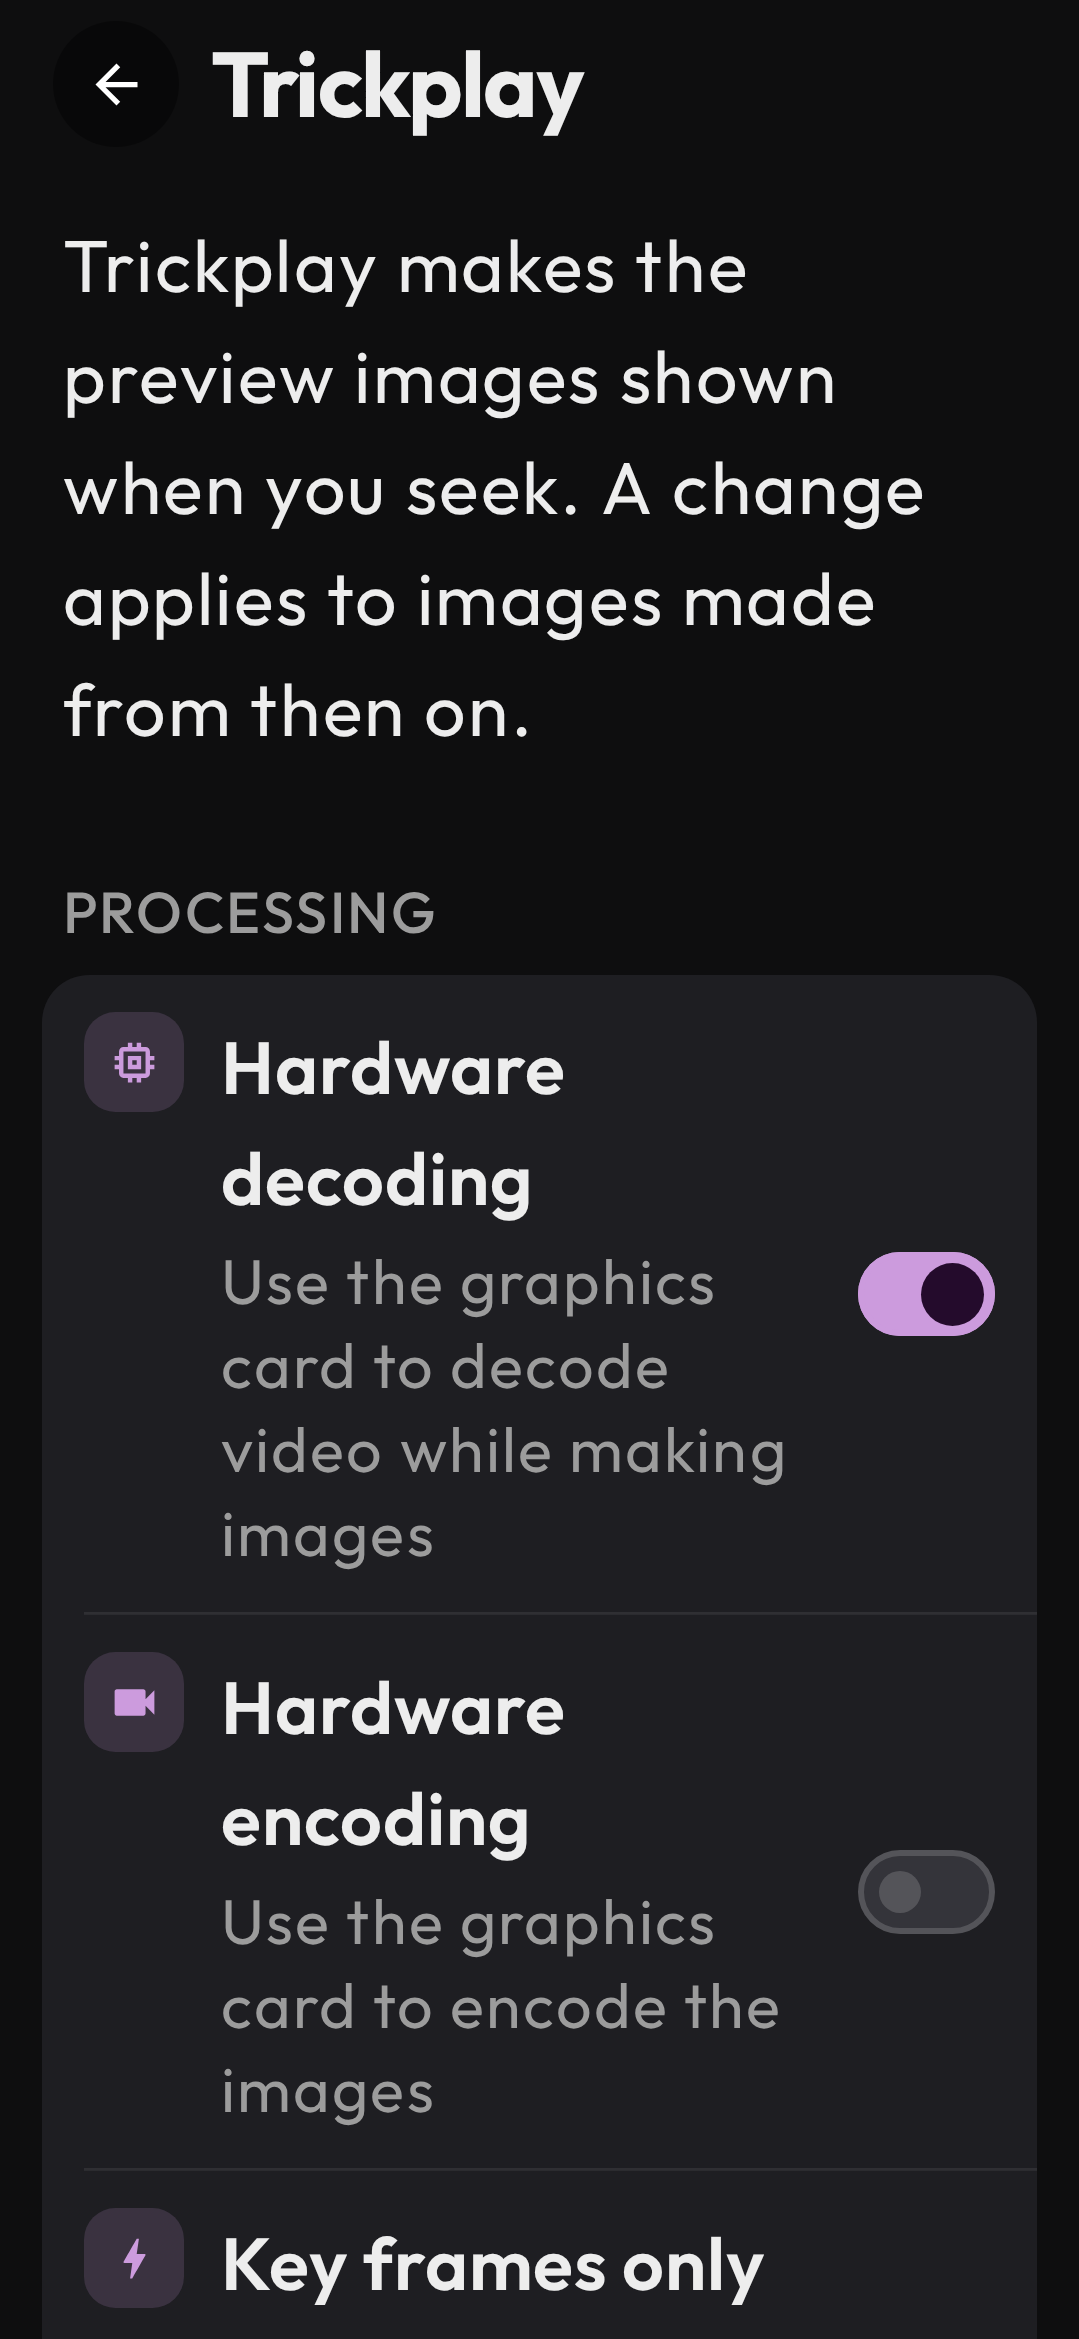 Trickplay
Trickplay makes the
preview images shown
when you seek. A change
applies to images made
from then on.
PROCESSING
Hardware
decoding
Use the graphics
card to decode
video while making
images
Hardware
encoding
Use the graphics
card to encode the
images
Key frames only